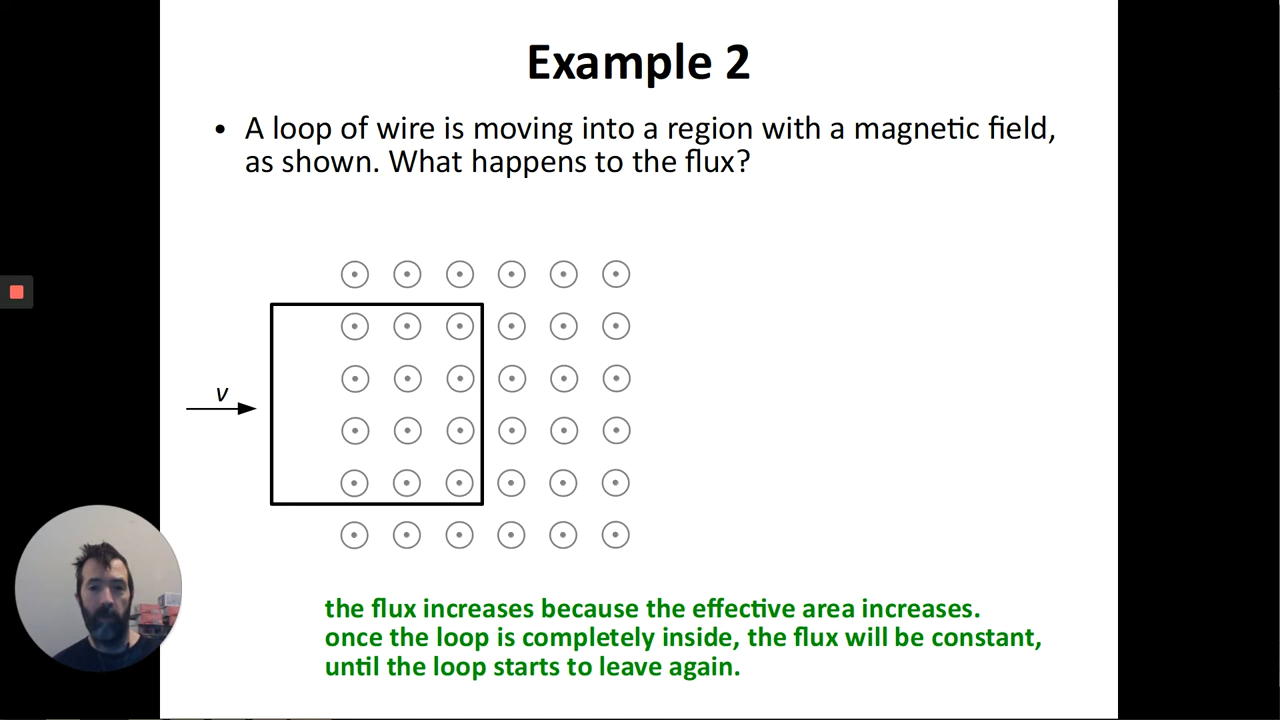 Example 2
• A loop of wire is moving into a region with a magnetic field,
as shown. What happens to the flux?
v
the flux increases because the effective area increases.
once the loop is completely inside, the flux will be constant,
until the loop starts to leave again.